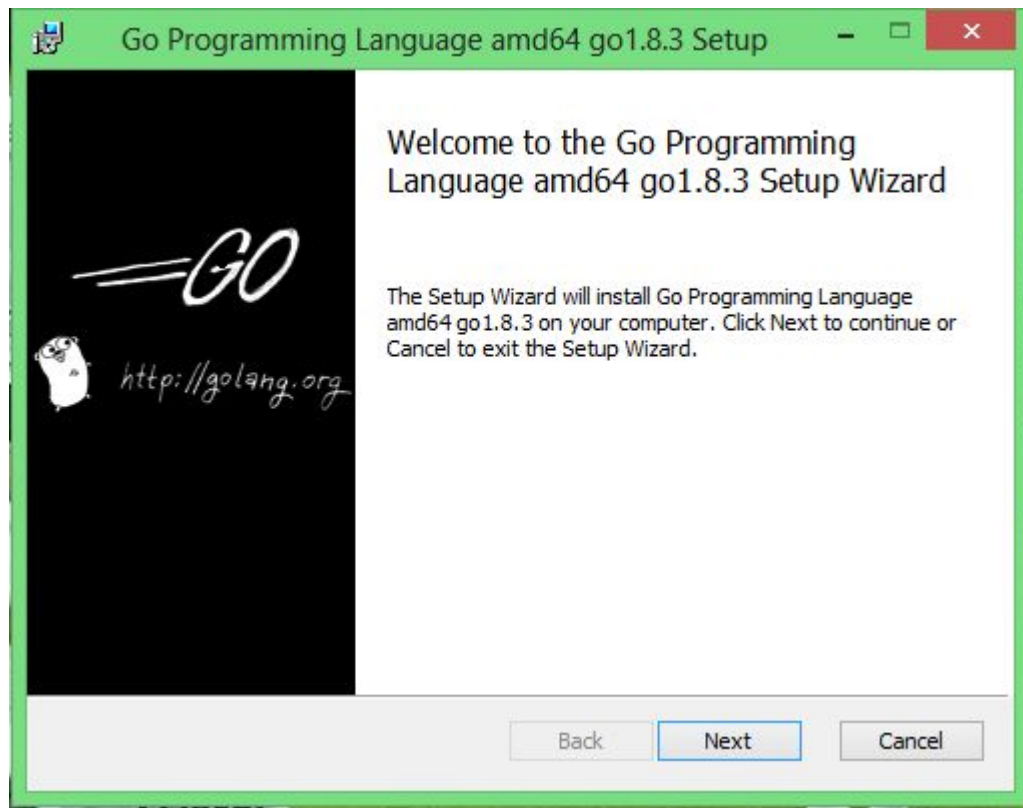 Go Programming Language amd64 go1.8.3 Setup
Welcome to the Go Programming
Language amd64 go1.8.3 Setup Wizard
GO
The Setup Wizard will install Go Programming Language
amd64 go1.8.3 on your computer. Click Next to continue or
Cancel to exit the Setup Wizard.
http://golang.org
Back Next Cancel